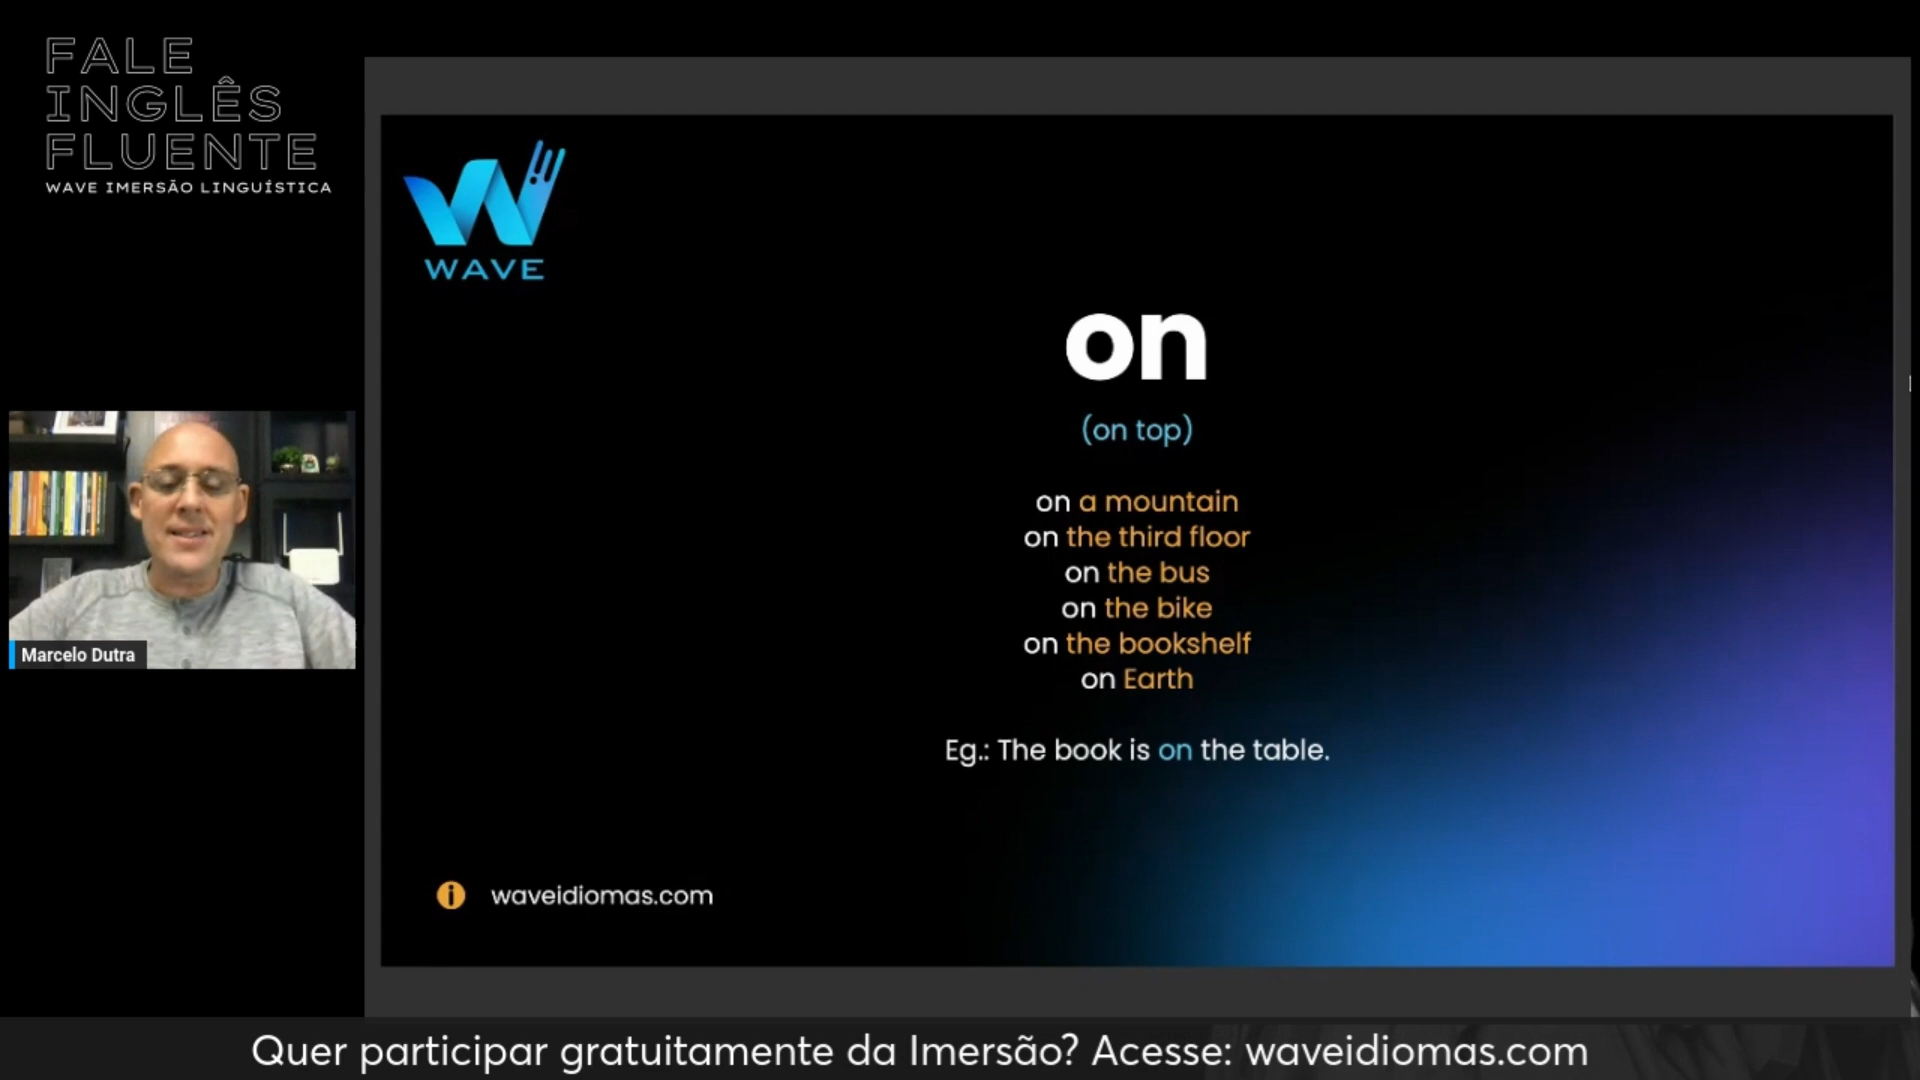 FALE
INGLÊS
FLUENTE
WAVE IMERSÃO LINGUÍSTICA
WAVE
on
(on top)
on a mountain
on the third floor
on the bus
on the bike
on the bookshelf
on Earth
Eg.: The book is on the table.
Marcelo Dutra
i waveidiomas.com
Quer participar gratuitamente da Imersão? Acesse: waveidiomas.com